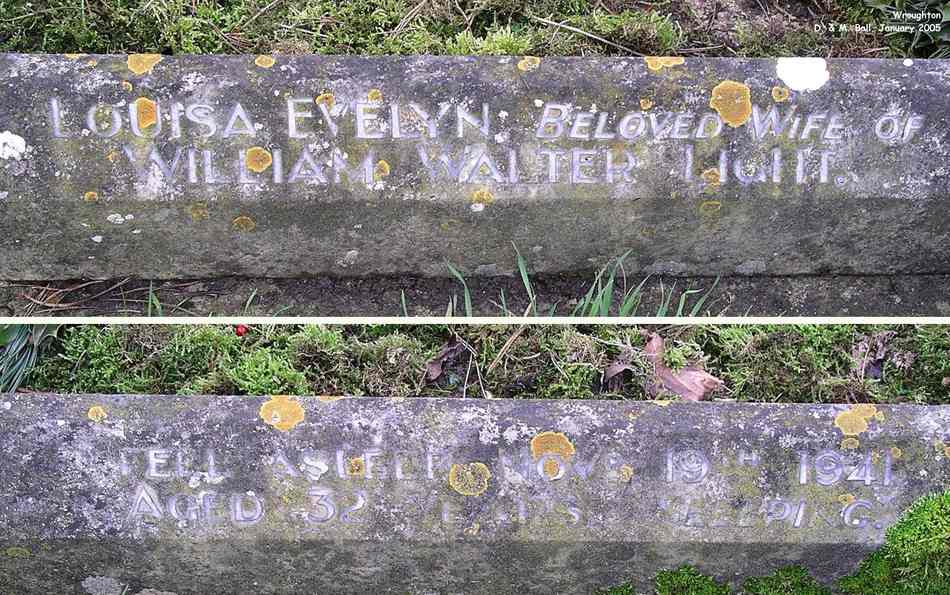 Wroughton
D. & M. Ball January 2005
LOUISA EVELYN BELOVED WIFE OF
WILLIAM WALTER LIGHT.
FELL ASLEEP NOV. 19TH 1941.
AGED 32 YEARS. SLEEPING.